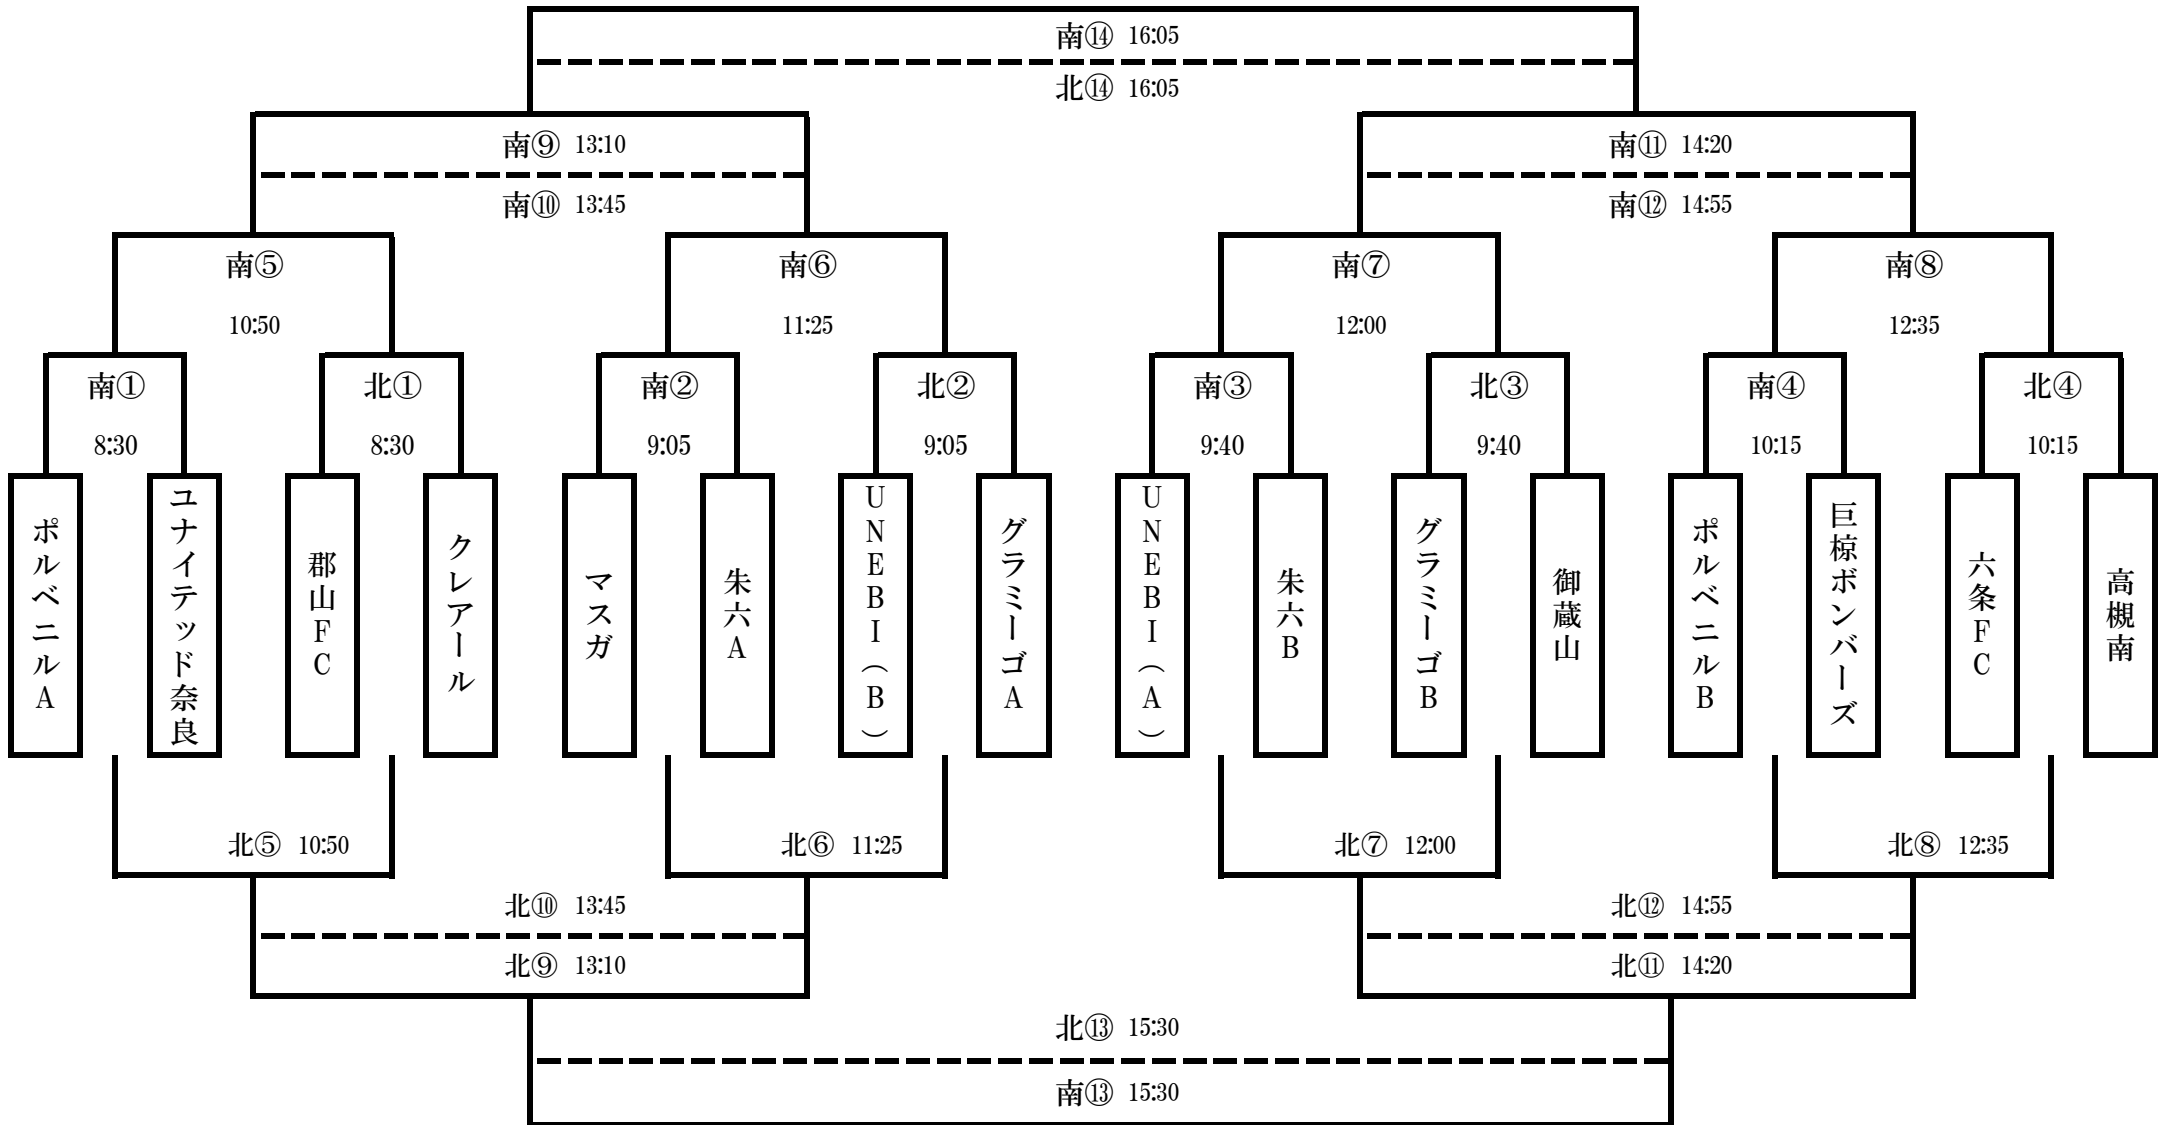 南⑭ 16:05
北⑭ 16:05
南⑨ 13:10
南⑪ 14:20
南⑩ 13:45
南⑫ 14:55
南⑤
南⑥
南⑦
南⑧
10:50
11:25
12:00
12:35
南①
北①
南②
北②
南③
北③
南④
北④
8:30
8:30
9:05
9:05
9:40
9:40
10:15
10:15
ポルベニルA
ユナイテッド奈良
郡山FC
クレアール
マスガ
朱六A
UNEBI（B）
グラミーゴA
UNEBI（A）
朱六B
グラミーゴB
御蔵山
ポルベニルB
巨椋ボンバーズ
六条FC
高槻南
北⑤ 10:50
北⑥ 11:25
北⑦ 12:00
北⑧ 12:35
北⑩ 13:45
北⑫ 14:55
北⑨ 13:10
北⑪ 14:20
北⑬ 15:30
南⑬ 15:30